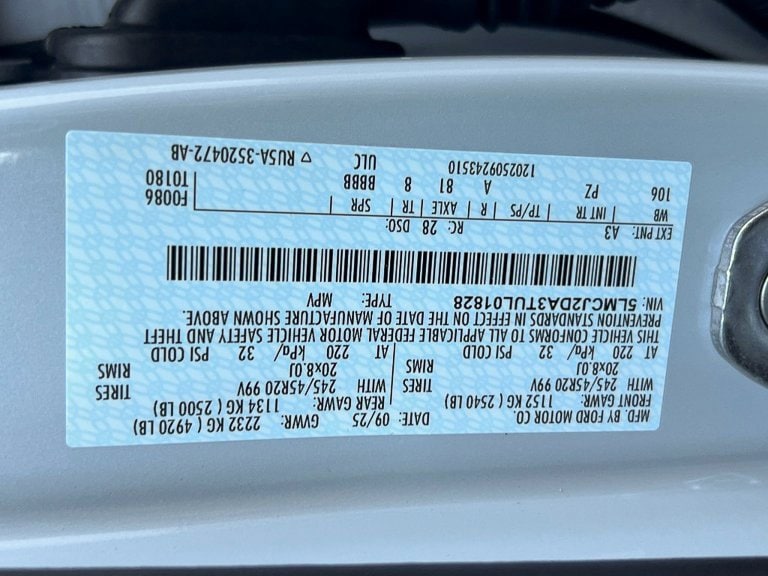 MFD. BY FORD MOTOR CO.
DATE: 09/25 GVWR: 2232 KG ( 4920 LB)
FRONT GAWR: 1152 KG ( 2540 LB) REAR GAWR: 1134 KG ( 2500 LB)
WITH 245/45R20 99V TIRES WITH 245/45R20 99V TIRES
20x8.0J RIMS 20x8.0J RIMS
AT 220 kPa/ 32 PSI COLD AT 220 kPa/ 32 PSI COLD
THIS VEHICLE CONFORMS TO ALL APPLICABLE FEDERAL MOTOR VEHICLE SAFETY AND THEFT
PREVENTION STANDARDS IN EFFECT ON THE DATE OF MANUFACTURE SHOWN ABOVE.
VIN: 5LMCJ2DA3TUL01828 TYPE: MPV
EXT PNT: A3 RC: 28 DSO:
WB | INT TR | TP/PS | R | AXLE | TR | SPR | F0086
106 PZ A 81 8 BBBB T0180
1202509243510 ULC ▽ RU5A-3520472-AB